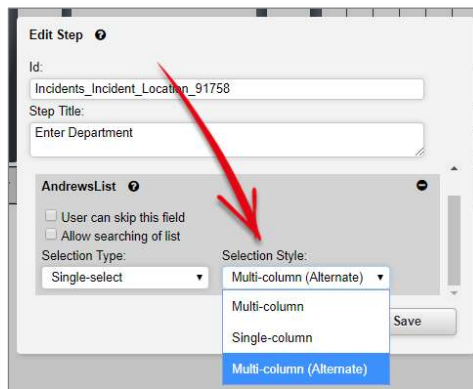 Edit Step ?
Id:
Incidents_Incident_Location_91758
Step Title:
Enter Department
AndrewsList ?
User can skip this field
Allow searching of list
Selection Type: Selection Style:
Single-select Multi-column (Alternate)
Multi-column
Single-column
Save
Multi-column (Alternate)